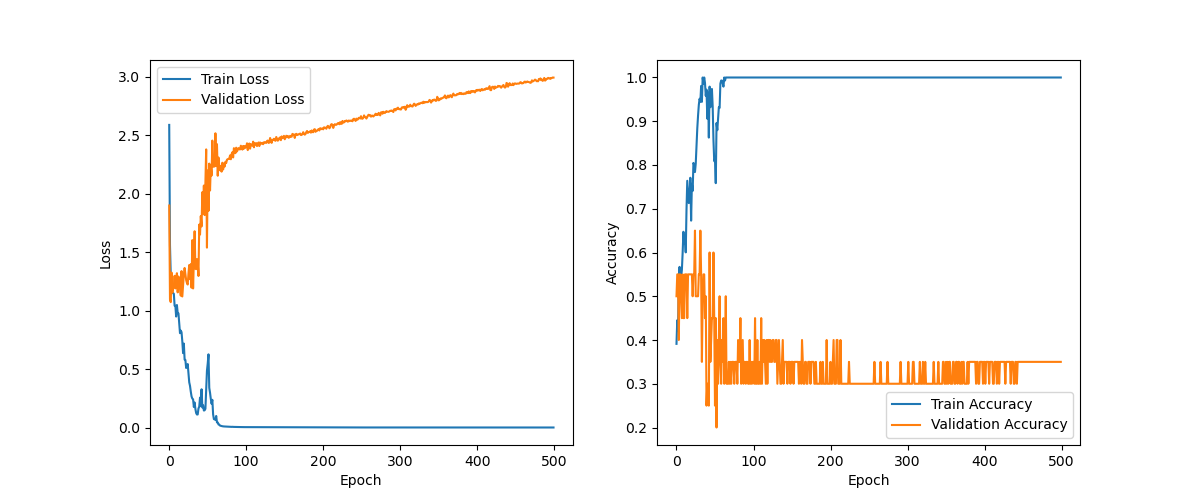 Train Loss
Validation Loss
3.0
2.5
2.0
1.5
1.0
0.5
0.0
Loss
0 100 200 300 400 500
Epoch
1.0
0.9
0.8
0.7
0.6
0.5
0.4
0.3
0.2
Accuracy
Train Accuracy
Validation Accuracy
0 100 200 300 400 500
Epoch